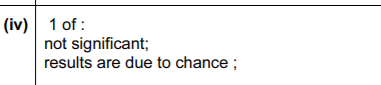 (iv) 1 of :
not significant;
results are due to chance ;